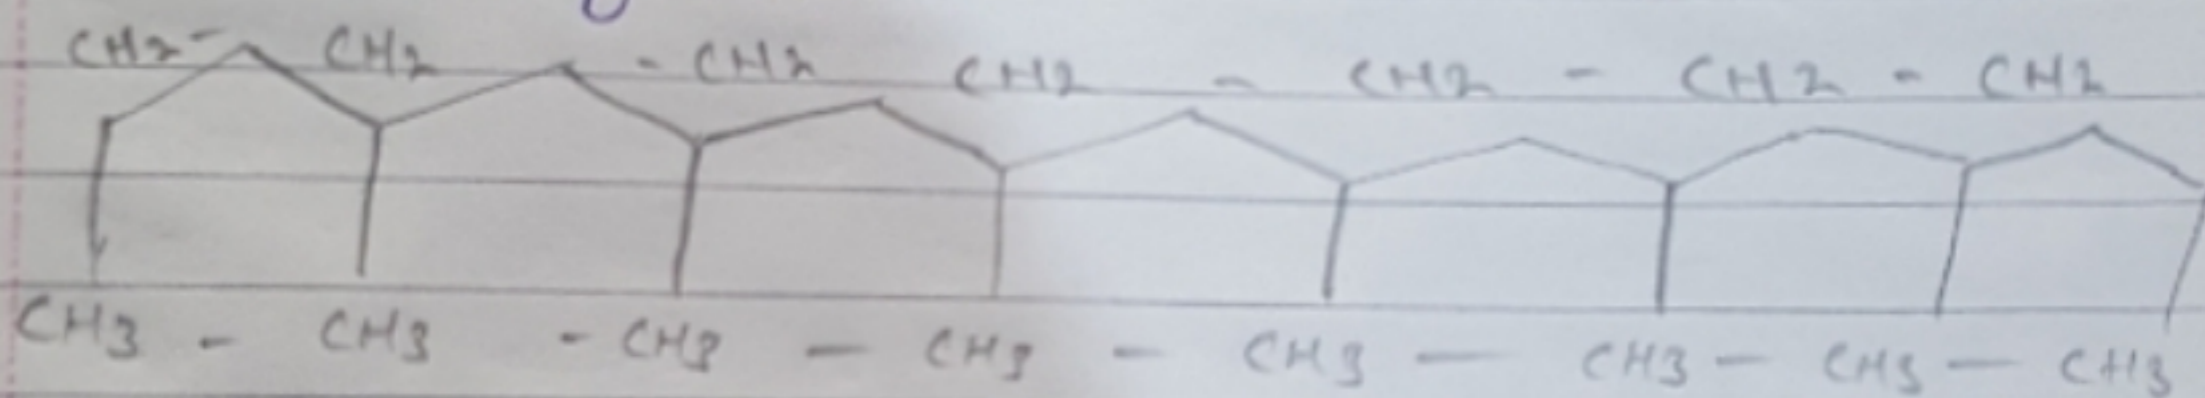 CH2- CH2 - CH2 CH2 - CH2 - CH2 - CH2
CH3 - CH3 - CH3 - CH3 - CH3 - CH3 - CH3 - CH3